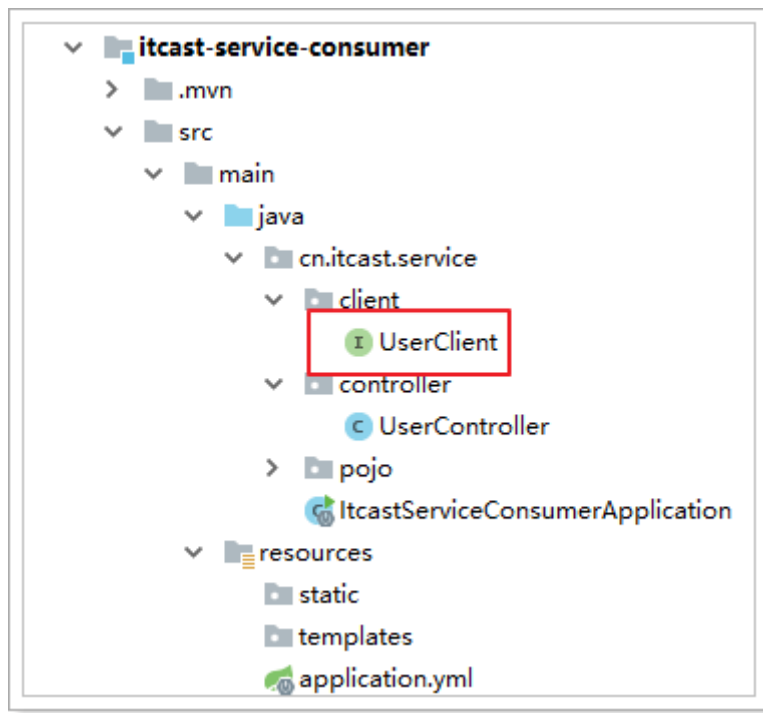 itcast-service-consumer
.mvn
src
main
java
cn.itcast.service
client
I UserClient
controller
C UserController
pojo
ItcastServiceConsumerApplication
resources
static
templates
application.yml